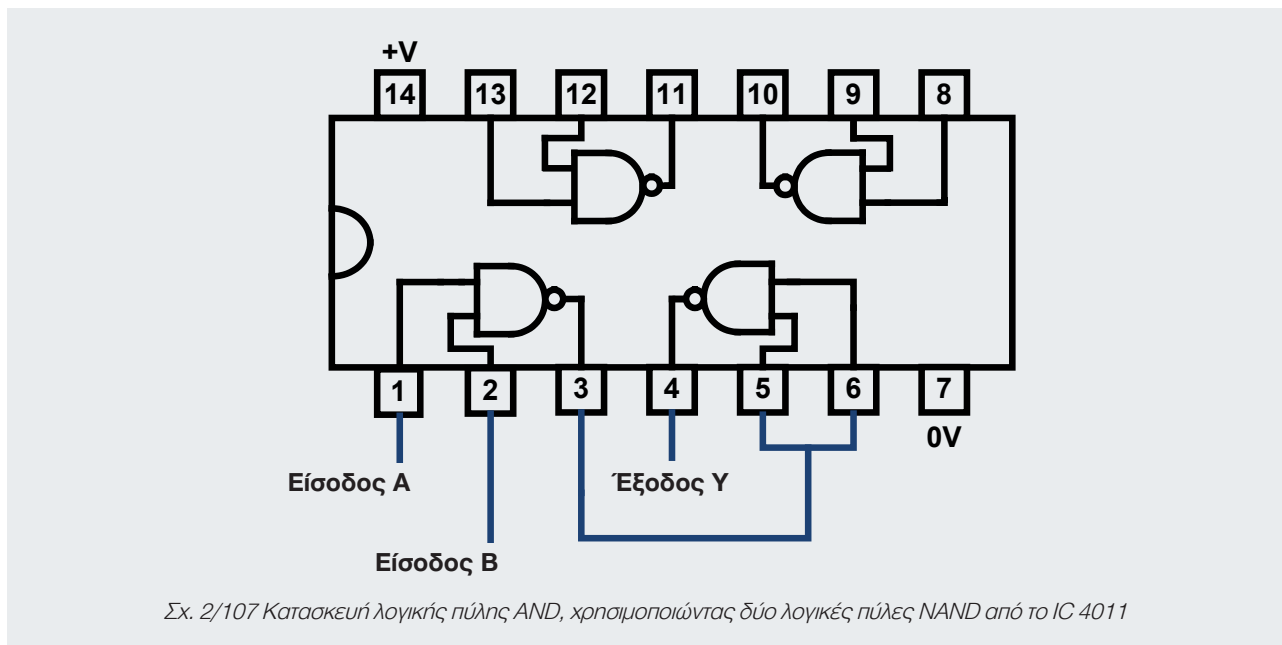 +V
14 13 12 11 10 9 8
1 2 3 4 5 6 7
0V
Είσοδος Α Έξοδος Υ
Είσοδος Β
Σχ. 2/107 Κατασκευή λογικής πύλης AND, χρησιμοποιώντας δύο λογικές πύλες NAND από το IC 4011